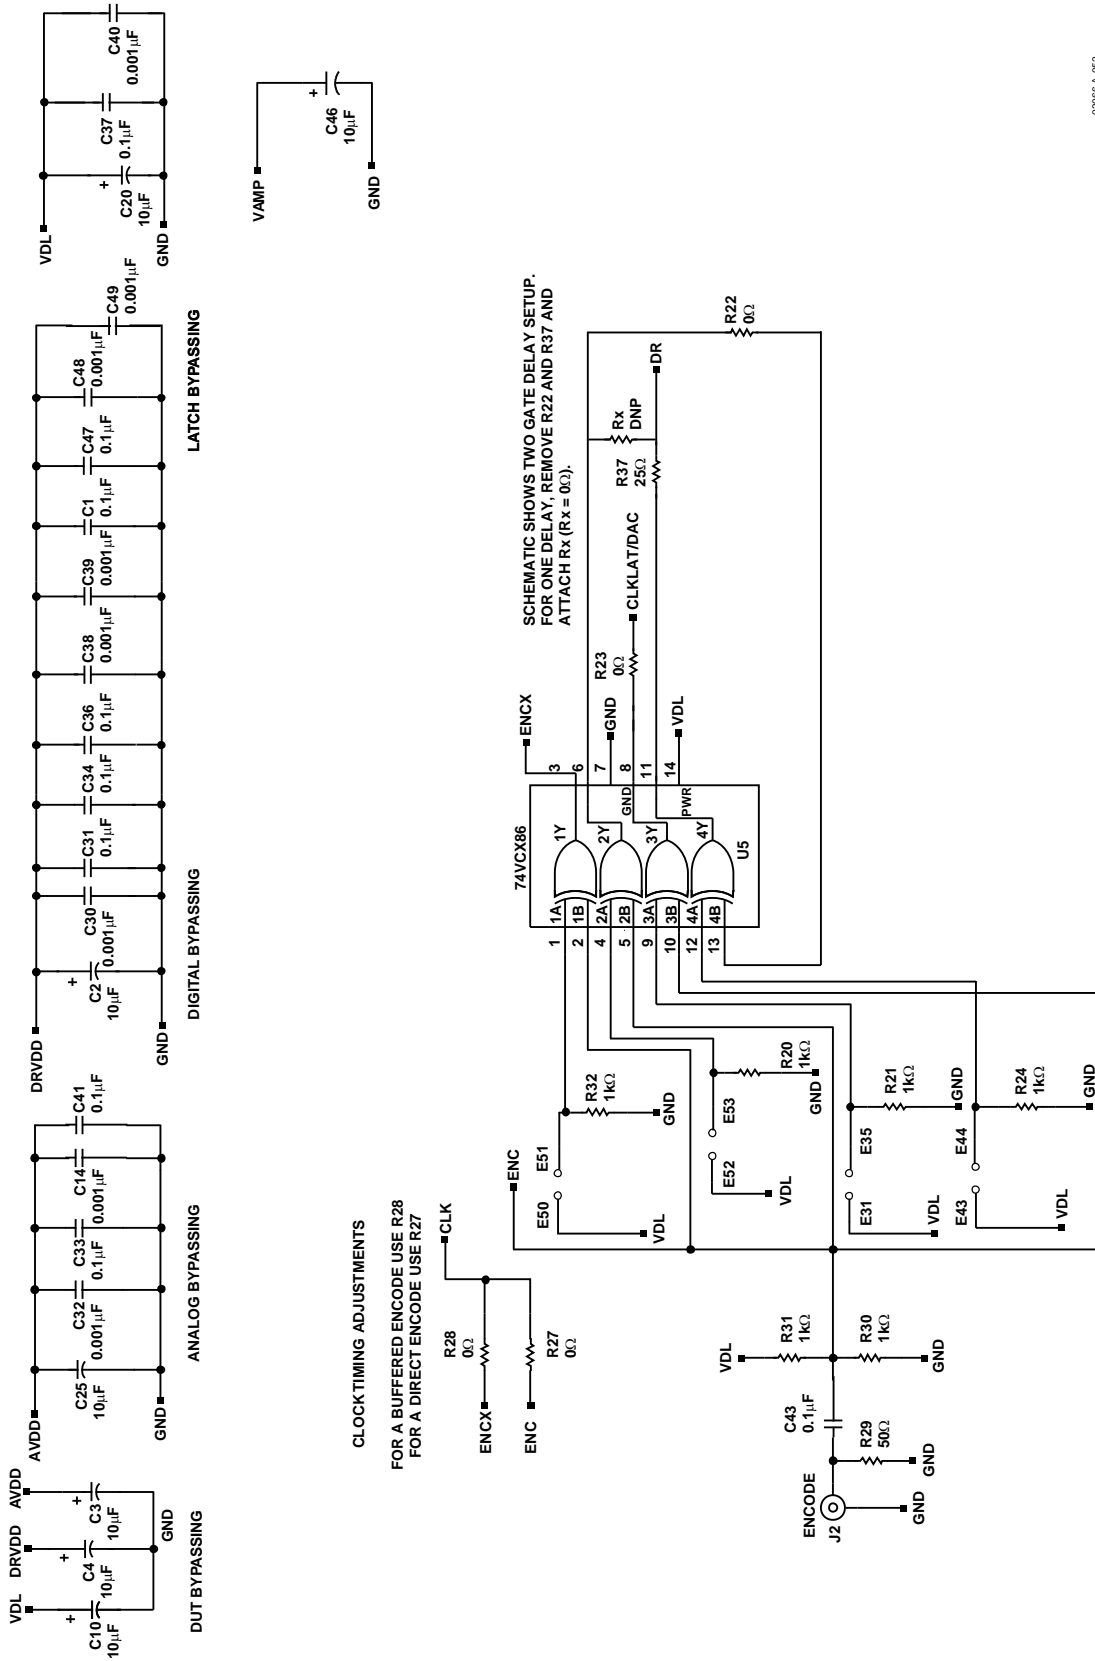 VDL
DRVDD
AVDD
C10
10µF
C4
10µF
C3
10µF
GND
DUT BYPASSING
AVDD
C25
10µF
C32
0.001µF
C33
0.1µF
C14
0.001µF
C41
0.1µF
GND
ANALOG BYPASSING
DRVDD
C2
10µF
C30
0.001µF
C31
0.1µF
C34
0.1µF
C36
0.1µF
C38
0.001µF
C39
0.001µF
C1
0.1µF
C47
0.1µF
C48
0.001µF
C49
0.001µF
GND
DIGITAL BYPASSING
LATCH BYPASSING
VDL
C20
10µF
C37
0.1µF
C40
0.001µF
GND
VAMP
C46
10µF
GND
CLOCK TIMING ADJUSTMENTS
FOR A BUFFERED ENCODE USE R28
FOR A DIRECT ENCODE USE R27
CLK
R28
0Ω
ENCX
R27
0Ω
ENC
ENC
E50
E51
VDL
R32
1kΩ
GND
E52
E53
VDL
R20
1kΩ
GND
E31
E35
VDL
R21
1kΩ
GND
E43
E44
VDL
R24
1kΩ
GND
ENCODE
J2
GND
R29
50Ω
GND
C43
0.1µF
VDL
R31
1kΩ
R30
1kΩ
GND
74VCX86
U5
1
2
4
5
9
10
12
13
1A
1B
2A
2B
3A
3B
4A
4B
1Y
2Y
3Y
4Y
GND
PWR
3
6
7
8
11
14
ENCX
GND
VDL
R23
0Ω
CLKLAT/DAC
R37
25Ω
Rx
DNP
DR
R22
0Ω
SCHEMATIC SHOWS TWO GATE DELAY SETUP.
FOR ONE DELAY, REMOVE R22 AND R37 AND
ATTACH Rx (Rx = 0Ω).